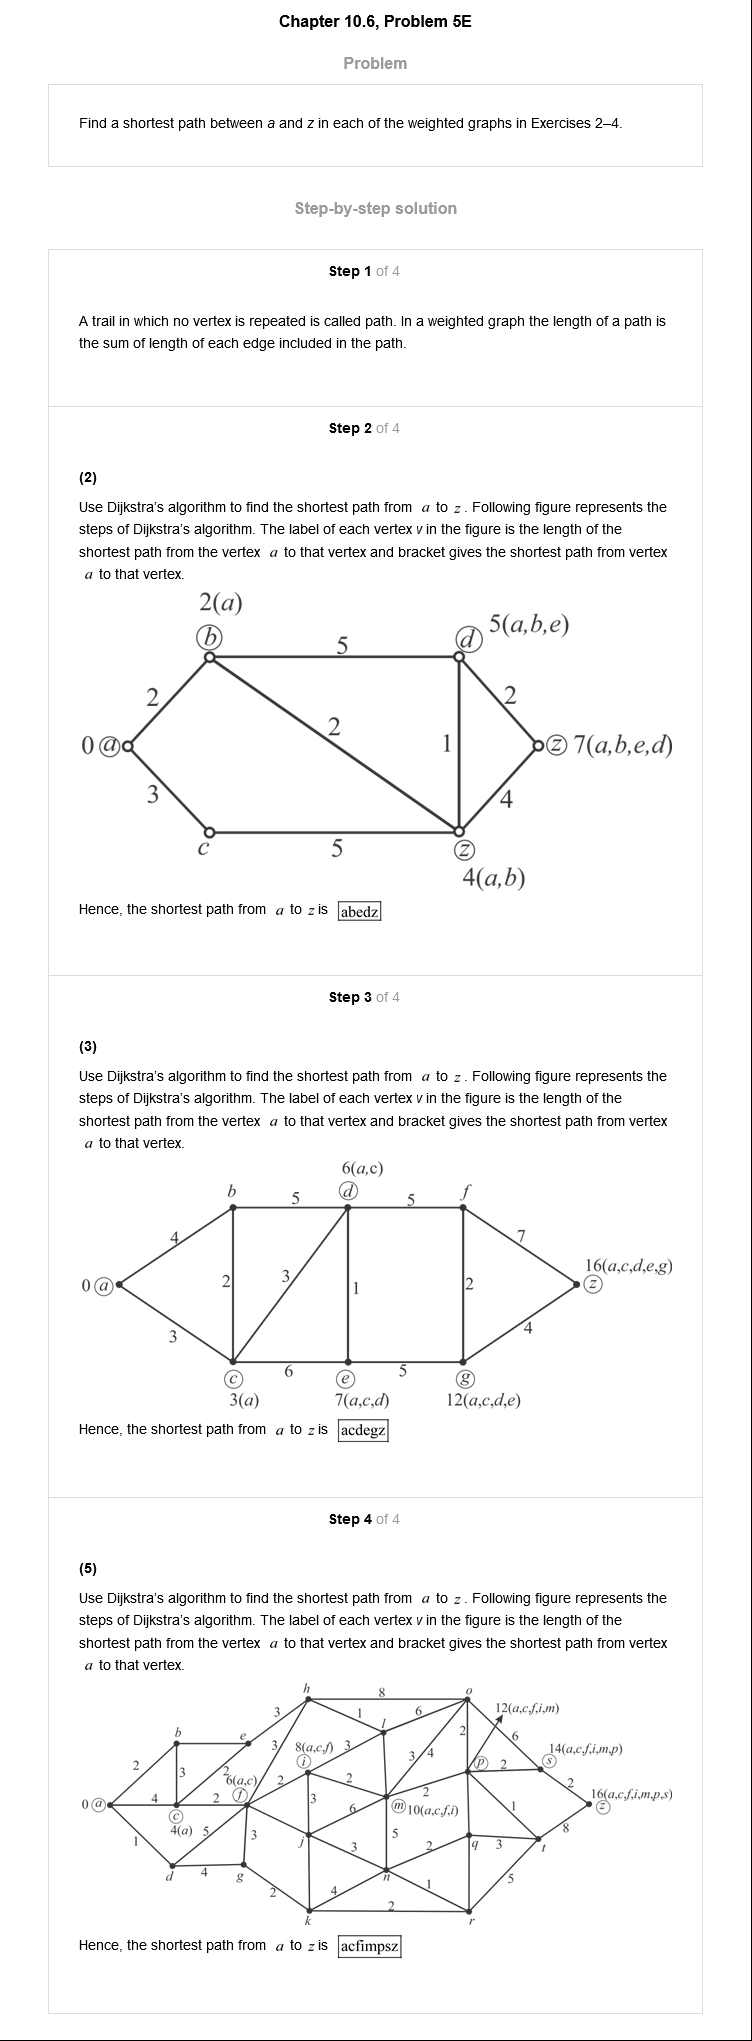 Chapter 10.6, Problem 5E
Problem
Find a shortest path between a and z in each of the weighted graphs in Exercises 2–4.
Step-by-step solution
Step 1 of 4
A trail in which no vertex is repeated is called path. In a weighted graph the length of a path is
the sum of length of each edge included in the path.
Step 2 of 4
(2)
Use Dijkstra's algorithm to find the shortest path from a to z. Following figure represents the
steps of Dijkstra's algorithm. The label of each vertex v in the figure is the length of the
shortest path from the vertex a to that vertex and bracket gives the shortest path from vertex
a to that vertex.
2(a)
b
5
d 5(a,b,e)
2
2
2
0 a
1
z 7(a,b,e,d)
3
4
c
5
z
4(a,b)
Hence, the shortest path from a to z is abedz
Step 3 of 4
(3)
Use Dijkstra's algorithm to find the shortest path from a to z. Following figure represents the
steps of Dijkstra's algorithm. The label of each vertex v in the figure is the length of the
shortest path from the vertex a to that vertex and bracket gives the shortest path from vertex
a to that vertex.
6(a,c)
b
5
d
5
f
4
7
16(a,c,d,e,g)
0 a
2
3
1
2
z
3
4
c
6
e
5
g
3(a)
7(a,c,d)
12(a,c,d,e)
Hence, the shortest path from a to z is acdegz
Step 4 of 4
(5)
Use Dijkstra's algorithm to find the shortest path from a to z. Following figure represents the
steps of Dijkstra's algorithm. The label of each vertex v in the figure is the length of the
shortest path from the vertex a to that vertex and bracket gives the shortest path from vertex
a to that vertex.
h
8
o
12(a,c,f,i,m)
3
1
6
b
e
l
2
6
3
8(a,c,f)
3
14(a,c,f,i,m,p)
2
3
2
i
3
4
p
2
s
6(a,c)
2
2
2
16(a,c,f,i,m,p,s)
0 a
4
2
f
3
2
z
c
6
m 10(a,c,f,i)
1
4(a)
5
8
1
3
j
5
2
q
3
t
3
d
4
g
n
5
2
4
1
2
k
r
Hence, the shortest path from a to z is acfimpsz